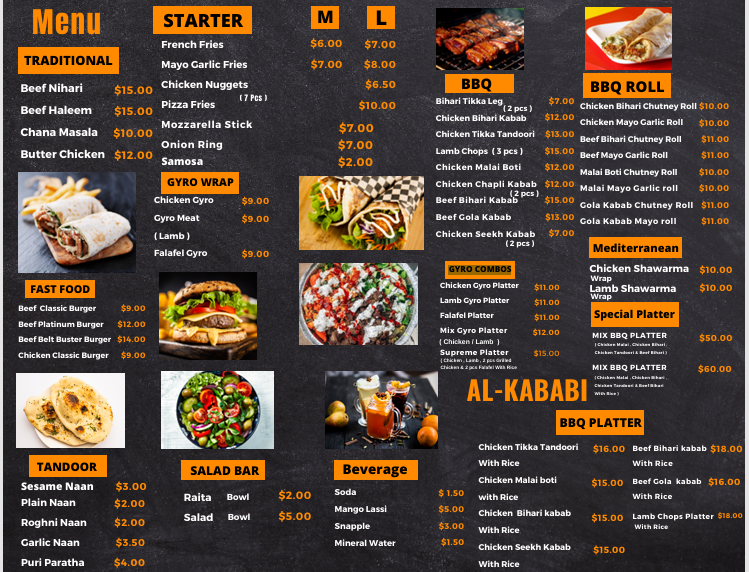 Menu
TRADITIONAL
Beef Nihari $15.00
Beef Haleem $15.00
Chana Masala $10.00
Butter Chicken $12.00
STARTER M L
French Fries $6.00 $7.00
Mayo Garlic Fries $7.00 $8.00
Chicken Nuggets $6.50
( 7 Pcs )
Pizza Fries $10.00
Mozzarella Stick $7.00
Onion Ring $7.00
Samosa $2.00
GYRO WRAP
Chicken Gyro $9.00
Gyro Meat $9.00
( Lamb )
Falafel Gyro $9.00
FAST FOOD
Beef Classic Burger $9.00
Beef Platinum Burger $12.00
Beef Belt Buster Burger $14.00
Chicken Classic Burger $9.00
BBQ
Bihari Tikka Leg $7.00
( 2 pcs )
Chicken Bihari Kabab $12.00
Chicken Tikka Tandoori $13.00
Lamb Chops ( 3 pcs ) $15.00
Chicken Malai Boti $12.00
Chicken Chapli Kabab $12.00
( 2 pcs )
Beef Bihari Kabab $15.00
Beef Gola Kabab $13.00
Chicken Seekh Kabab $7.00
(2 pcs )
BBQ ROLL
Chicken Bihari Chutney Roll $10.00
Chicken Mayo Garlic Roll $10.00
Beef Bihari Chutney Roll $11.00
Beef Mayo Garlic Roll $11.00
Malai Boti Chutney Roll $10.00
Malai Mayo Garlic roll $10.00
Gola Kabab Chutney Roll $11.00
Gola Kabab Mayo roll $11.00
GYRO COMBOS
Chicken Gyro Platter $11.00
Lamb Gyro Platter $11.00
Falafel Platter $11.00
Mix Gyro Platter $12.00
( Chicken / Lamb )
Supreme Platter $15.00
( Chicken , Lamb , 2 pcs Grilled
Chicken & 2 pcs Falafel With Rice
Mediterranean
Chicken Shawarma $10.00
Wrap
Lamb Shawarma $10.00
Wrap
Special Platter
MIX BBQ PLATTER $50.00
( Chicken Malai , Chicken Bihari ,
Chicken Tandoori & Beef Bihari )
MIX BBQ PLATTER $60.00
( Chicken Malai , Chicken Bihari ,
Chicken Tandoori & Beef Bihari
With Rice )
AL-KABABI
TANDOOR
Sesame Naan $3.00
Plain Naan $2.00
Roghni Naan $2.00
Garlic Naan $3.50
Puri Paratha $4.00
SALAD BAR
Raita Bowl $2.00
Salad Bowl $5.00
Beverage
Soda $ 1.50
Mango Lassi $5.00
Snapple $3.00
Mineral Water $1.50
BBQ PLATTER
Chicken Tikka Tandoori $16.00
With Rice
Chicken Malai boti $15.00
with Rice
Chicken Bihari kabab $15.00
With Rice
Chicken Seekh Kabab $15.00
With Rice
Beef Bihari kabab $18.00
With Rice
Beef Gola kabab $16.00
With Rice
Lamb Chops Platter $18.00
With Rice